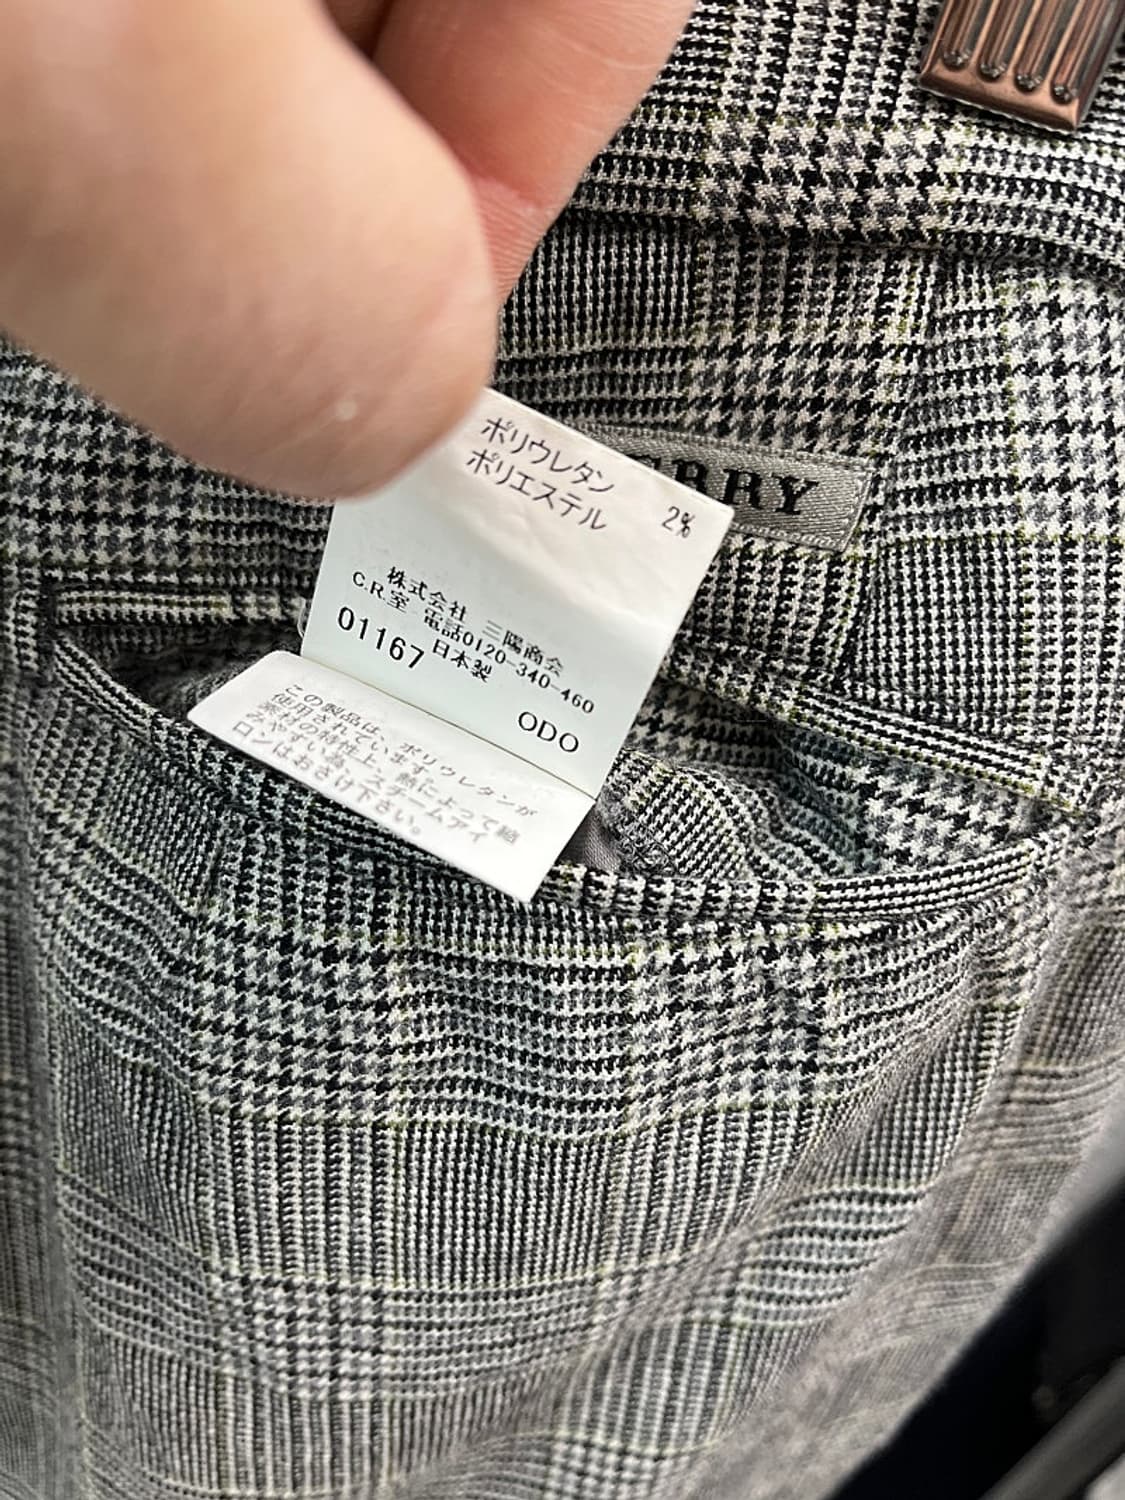 ポリウレタン 2%
ポリエステル
ERRY
株式会社 三陽商会
C.R.室 電話0120-340-460
01167 日本製
ODO
この製品は、ポリウレタンが
使用されています。
素材の特性上、熱によって縮
みやすい為、スチームアイ
ロンはおさけ下さい。